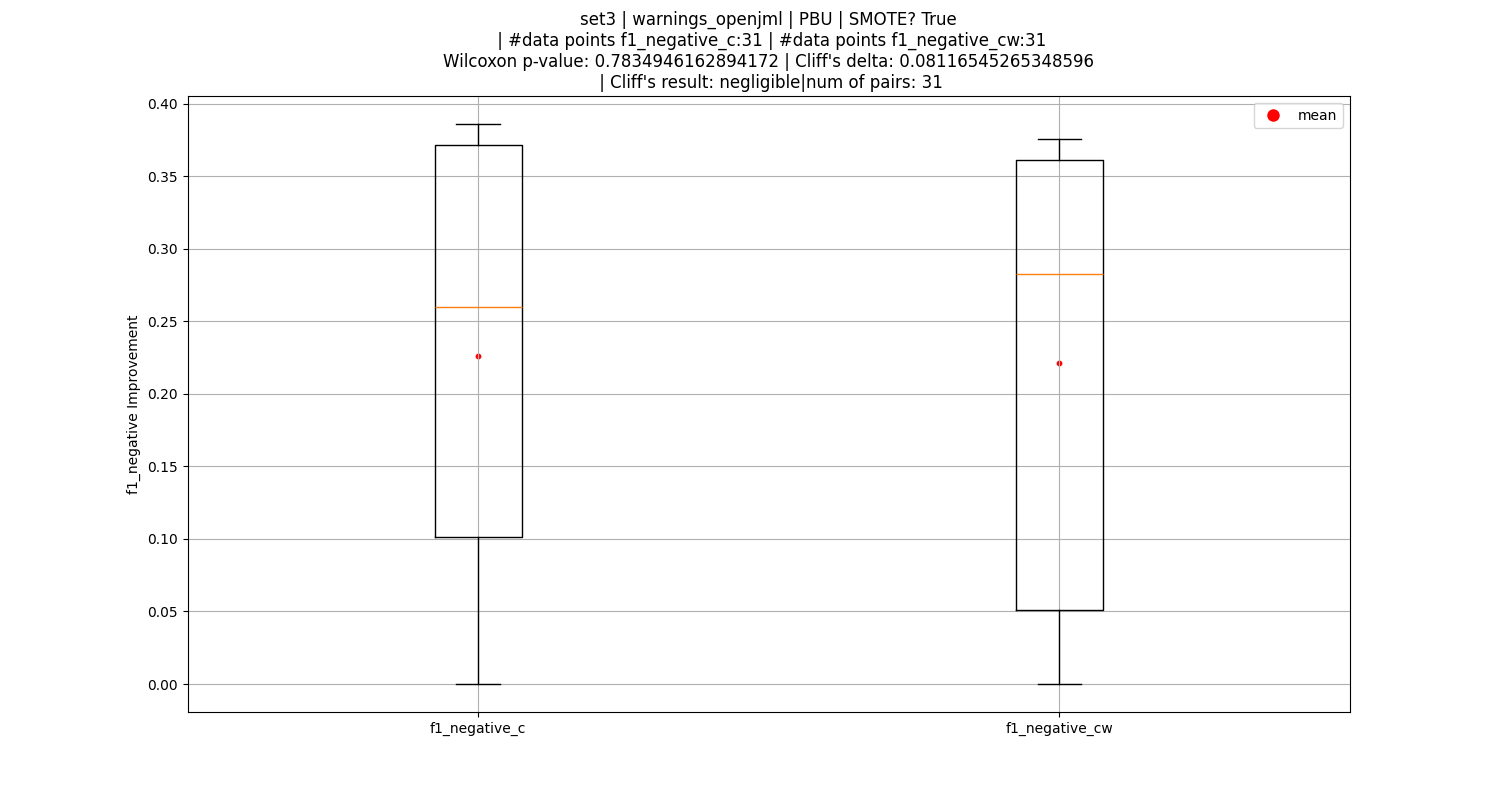 set3 | warnings_openjml | PBU | SMOTE? True
| #data points f1_negative_c:31 | #data points f1_negative_cw:31
Wilcoxon p-value: 0.7834946162894172 | Cliff's delta: 0.08116545265348596
| Cliff's result: negligible|num of pairs: 31
mean
0.40
0.35
0.30
0.25
0.20
0.15
0.10
0.05
0.00
f1_negative Improvement
f1_negative_c
f1_negative_cw